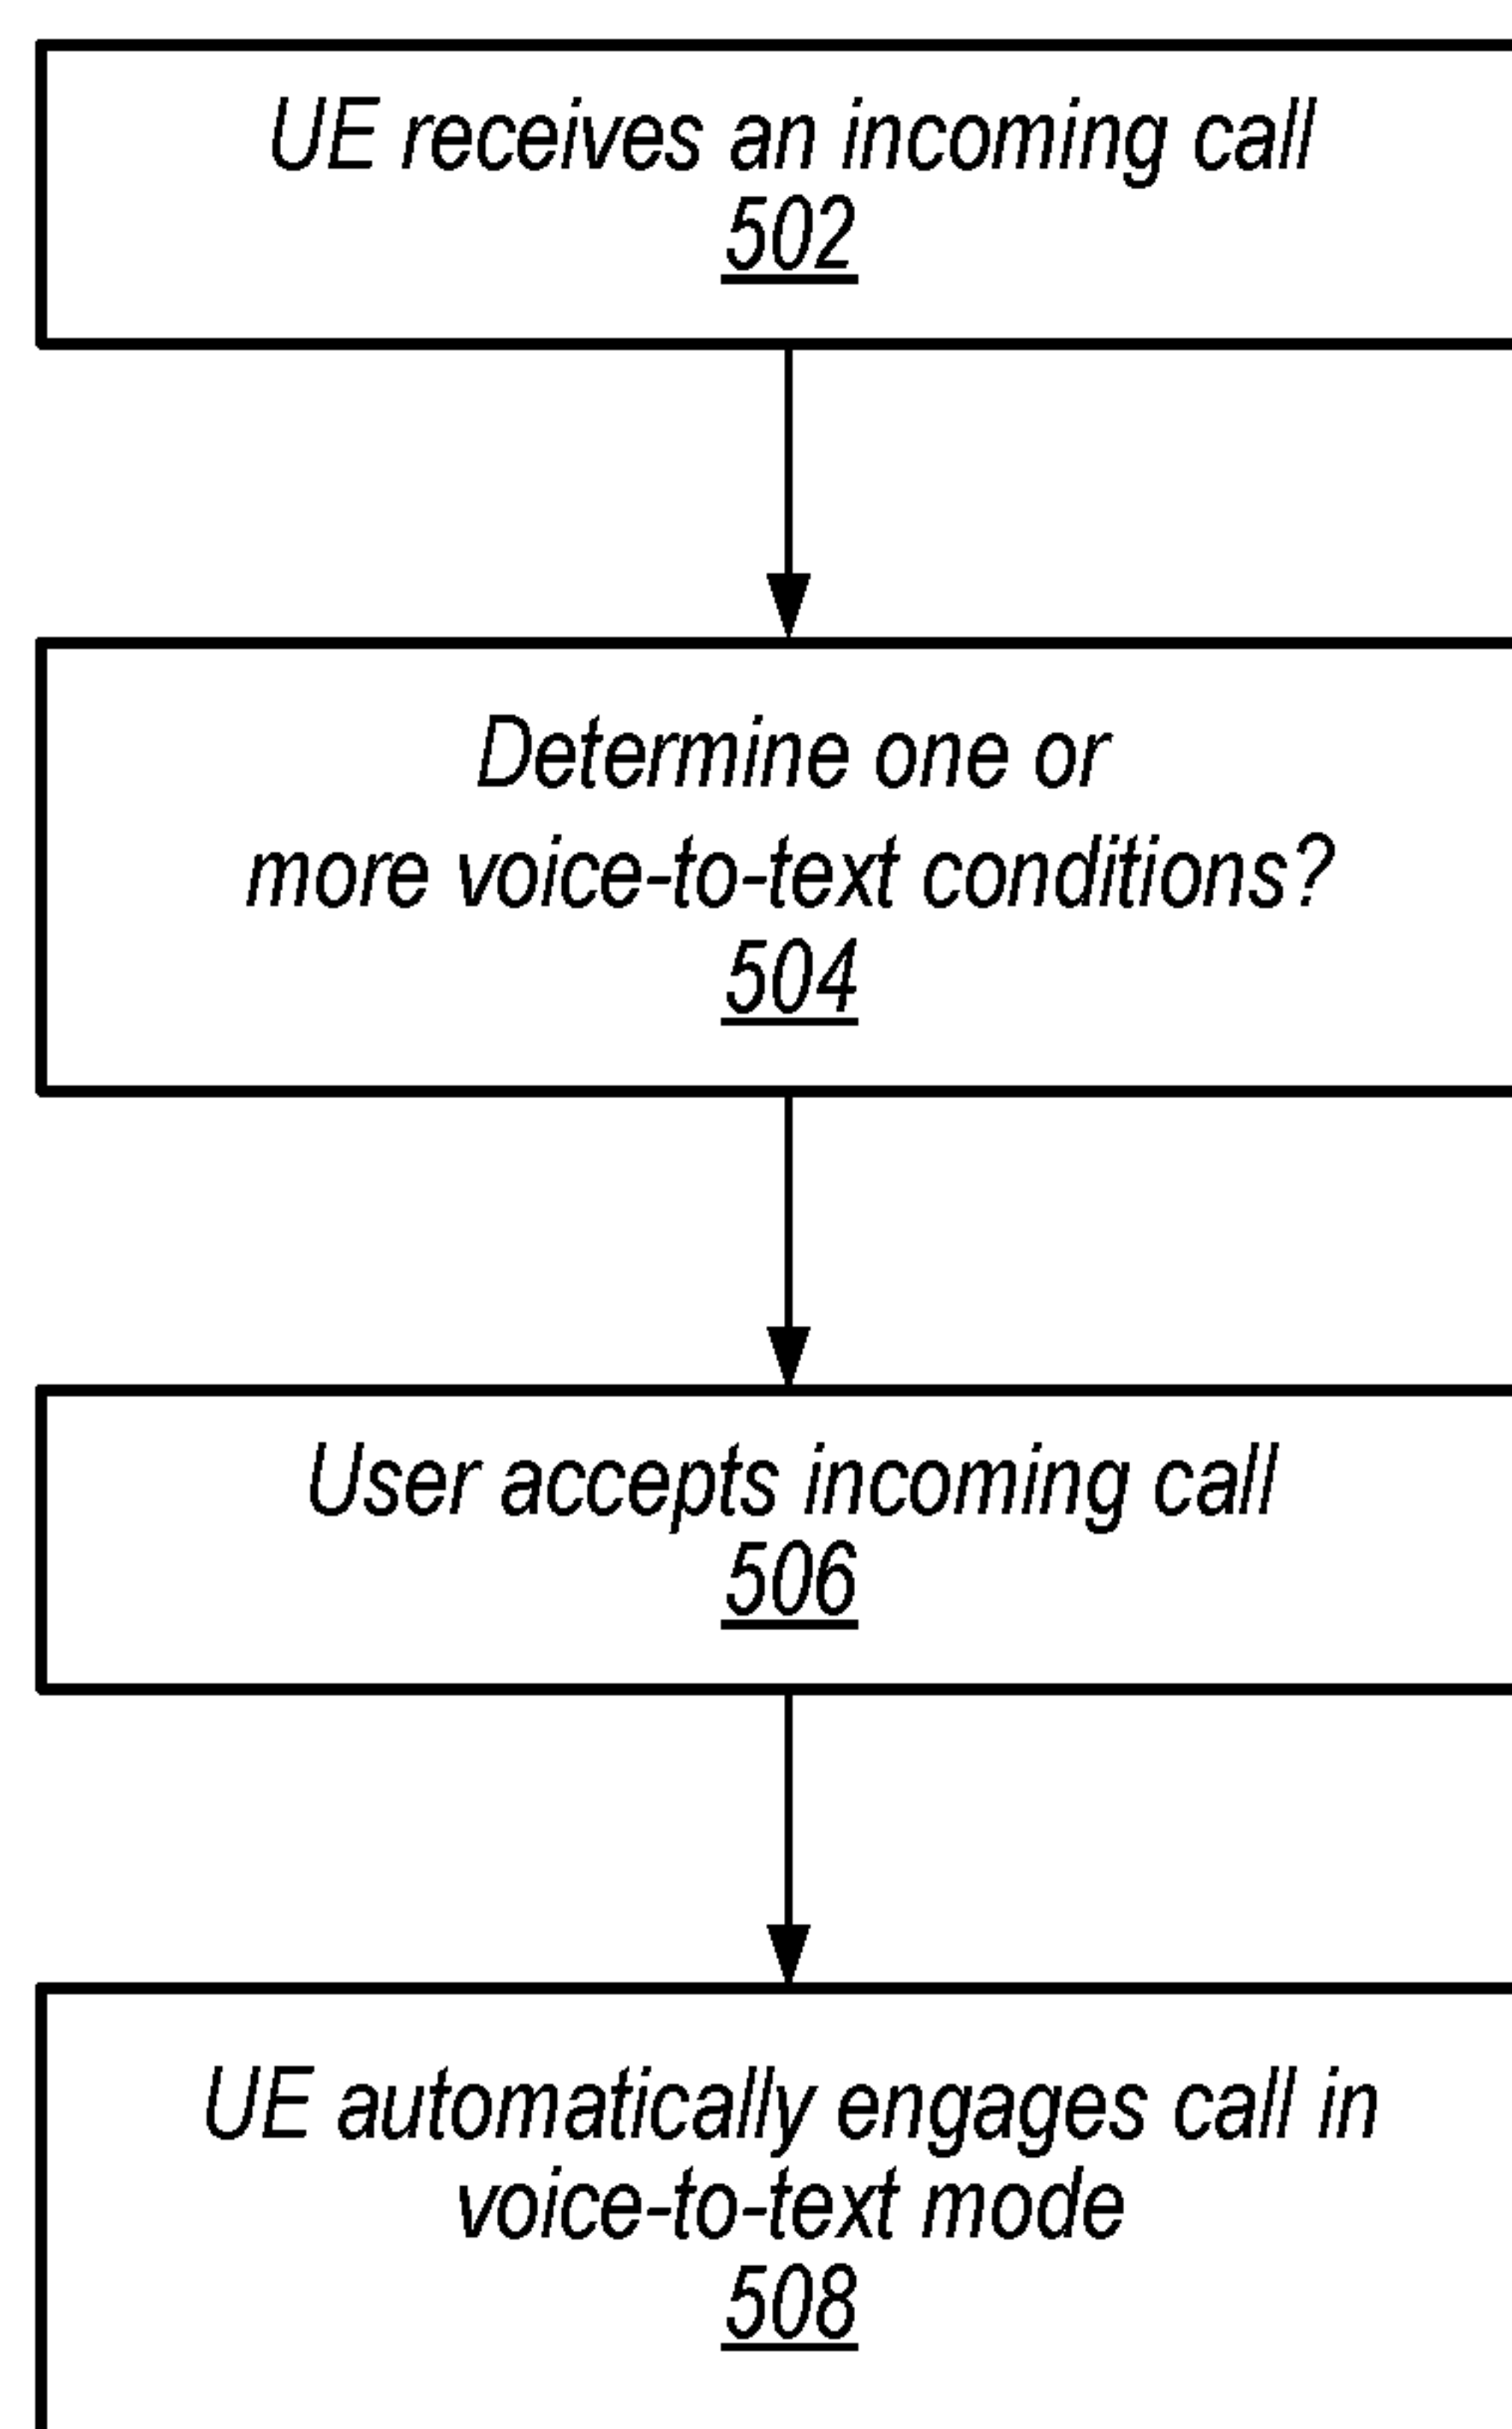 UE receives an incoming call
502
Determine one or
more voice-to-text conditions?
504
User accepts incoming call
506
UE automatically engages call in
voice-to-text mode
508